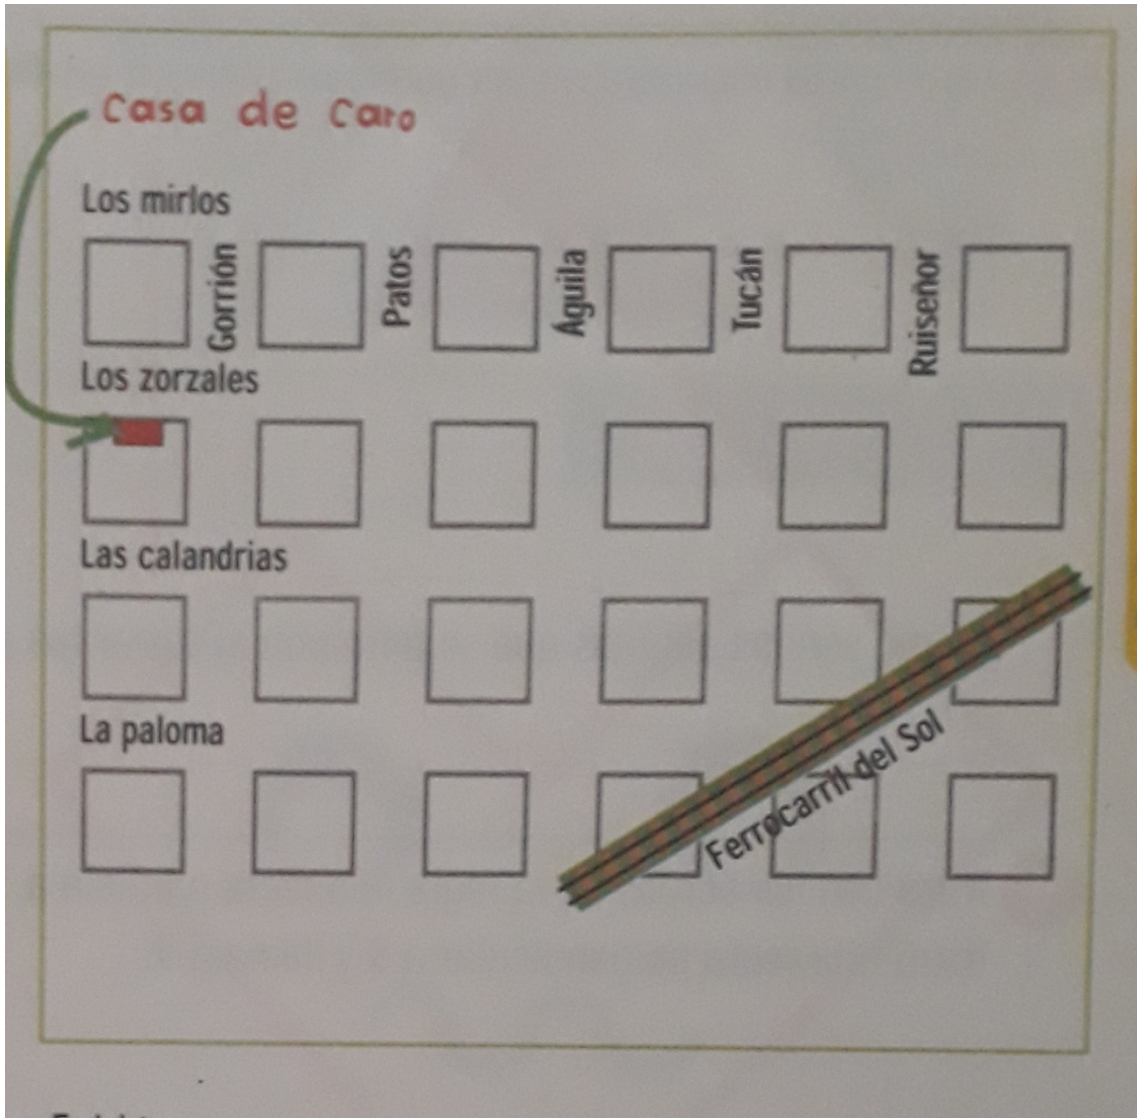 Casa de Caro
Los mirlos
Gorrión
Patos
Águila
Tucán
Ruiseñor
Los zorzales
Las calandrias
La paloma
Ferrocarril del Sol